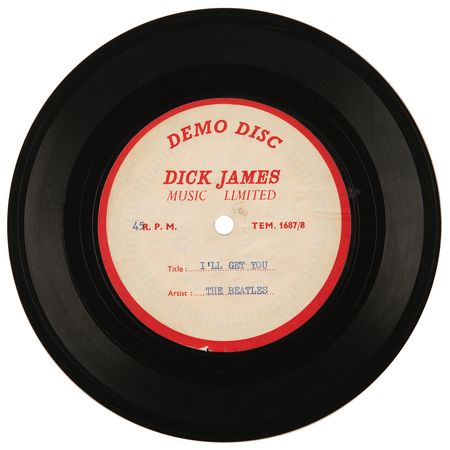 DEMO DISC
DICK JAMES
MUSIC LIMITED
45 R. P. M. TEM. 1687/8
Title :..... I'LL GET YOU
Artist :..... THE BEATLES